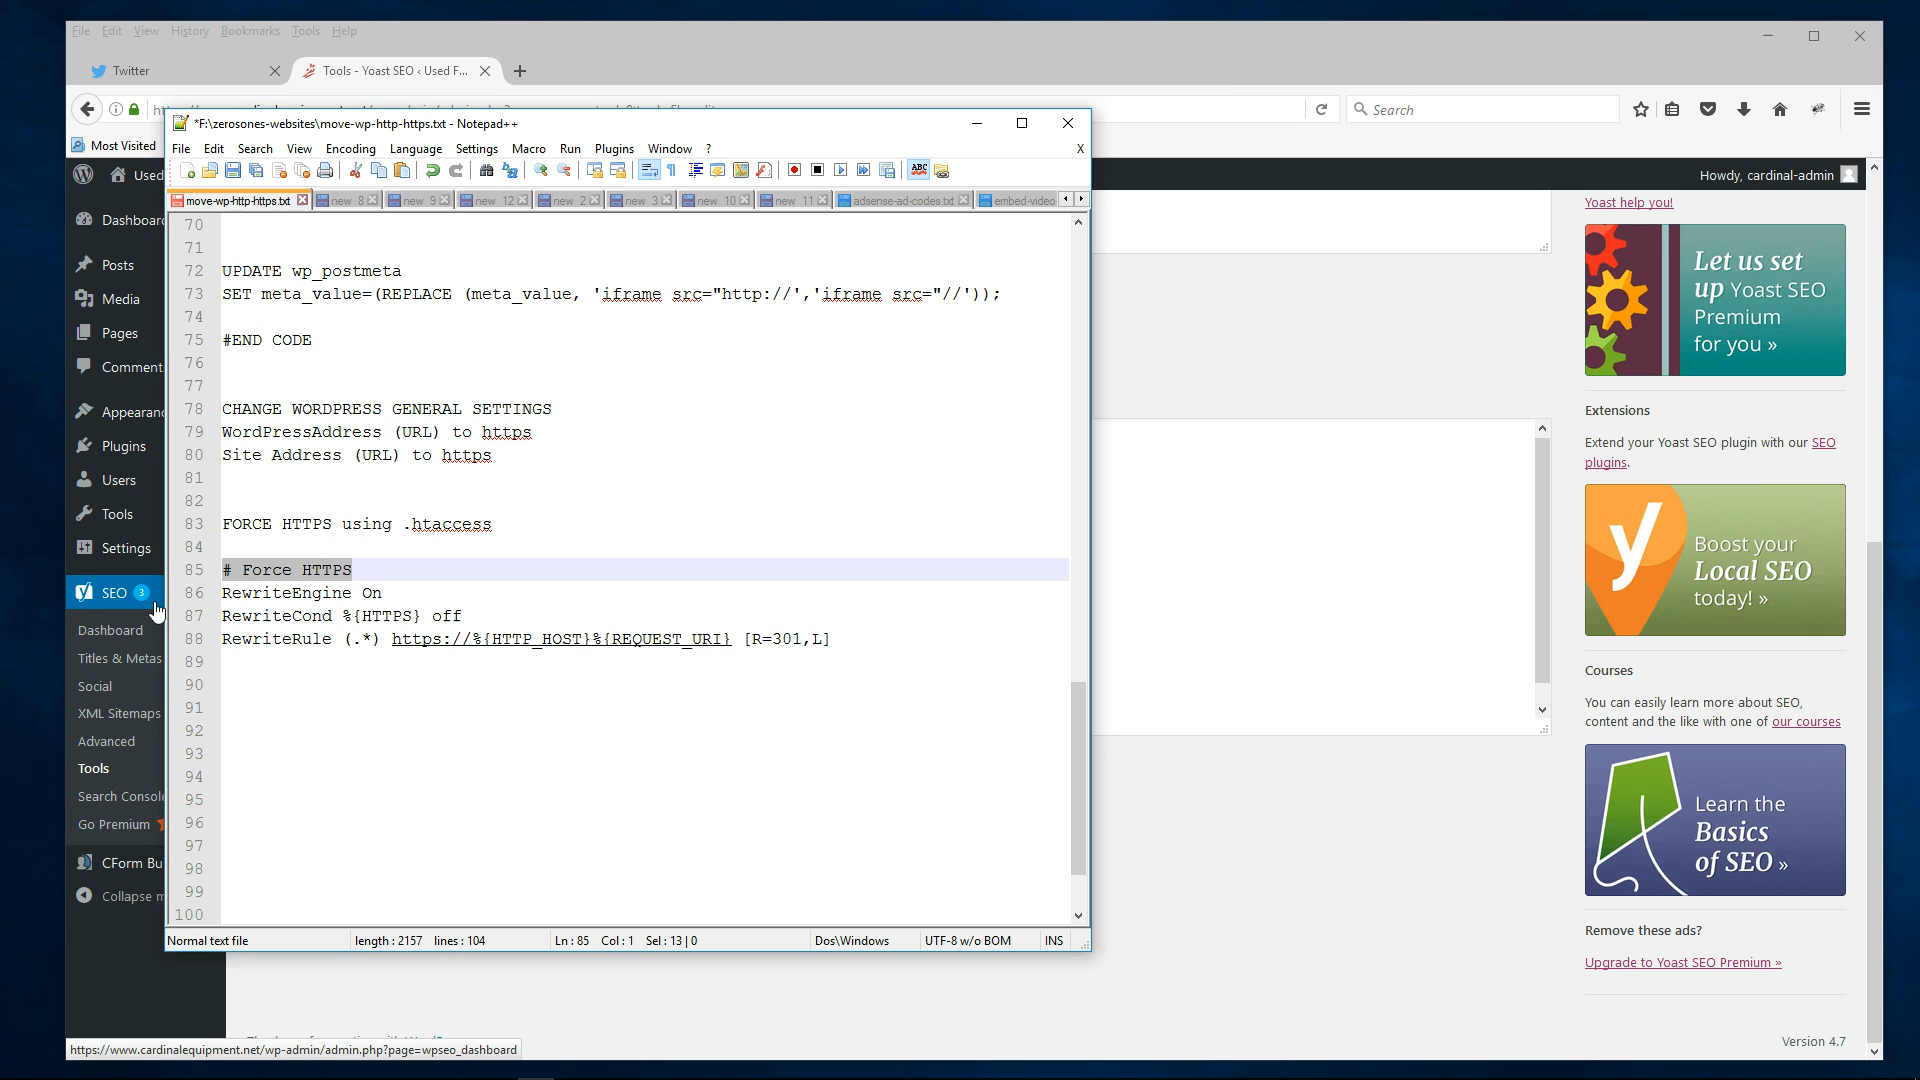 File Edit View History Bookmarks Tools Help
Twitter
Tools - Yoast SEO ‹ Used F...
Search
Most Visited
*F:\zerosones-websites\move-wp-http-https.txt - Notepad++
File Edit Search View Encoding Language Settings Macro Run Plugins Window ? X
move-wp-http-https.txt new 8 new 9 new 12 new 2 new 3 new 10 new 11 adsense-ad-codes.txt embed-video
70
71
72 UPDATE wp_postmeta
73 SET meta_value=(REPLACE (meta_value, 'iframe src="http://','iframe src="//'));
74
75 #END CODE
76
77
78 CHANGE WORDPRESS GENERAL SETTINGS
79 WordPressAddress (URL) to https
80 Site Address (URL) to https
81
82
83 FORCE HTTPS using .htaccess
84
85 # Force HTTPS
86 RewriteEngine On
87 RewriteCond %{HTTPS} off
88 RewriteRule (.*) https://%{HTTP_HOST}%{REQUEST_URI} [R=301,L]
89
90
91
92
93
94
95
96
97
98
99
100
Normal text file length : 2157 lines : 104 Ln : 85 Col : 1 Sel : 13 | 0 Dos\Windows UTF-8 w/o BOM INS
Used
Dashboard
Posts
Media
Pages
Comment
Appearan
Plugins
Users
Tools
Settings
SEO 3
Dashboard
Titles & Metas
Social
XML Sitemaps
Advanced
Tools
Search Console
Go Premium
CForm Bu
Collapse m
Howdy, cardinal-admin
Yoast help you!
Let us set
up Yoast SEO
Premium
for you »
Extensions
Extend your Yoast SEO plugin with our SEO
plugins.
Boost your
Local SEO
today! »
Courses
You can easily learn more about SEO,
content and the like with one of our courses
Learn the
Basics
of SEO »
Remove these ads?
Upgrade to Yoast SEO Premium »
Version 4.7
https://www.cardinalequipment.net/wp-admin/admin.php?page=wpseo_dashboard